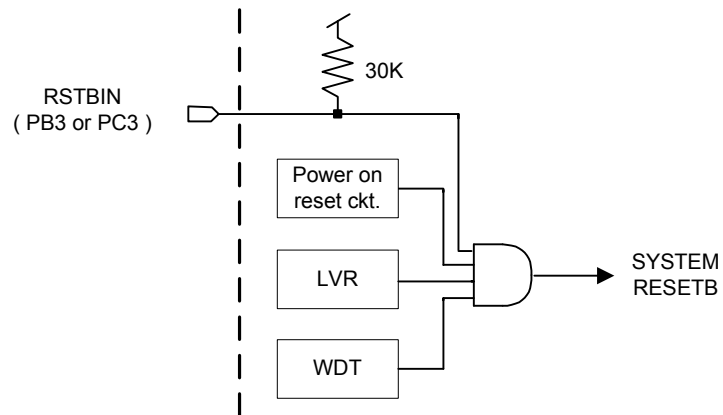 30K
RSTBIN
( PB3 or PC3 )
Power on
reset ckt.
LVR
SYSTEM
RESETB
WDT